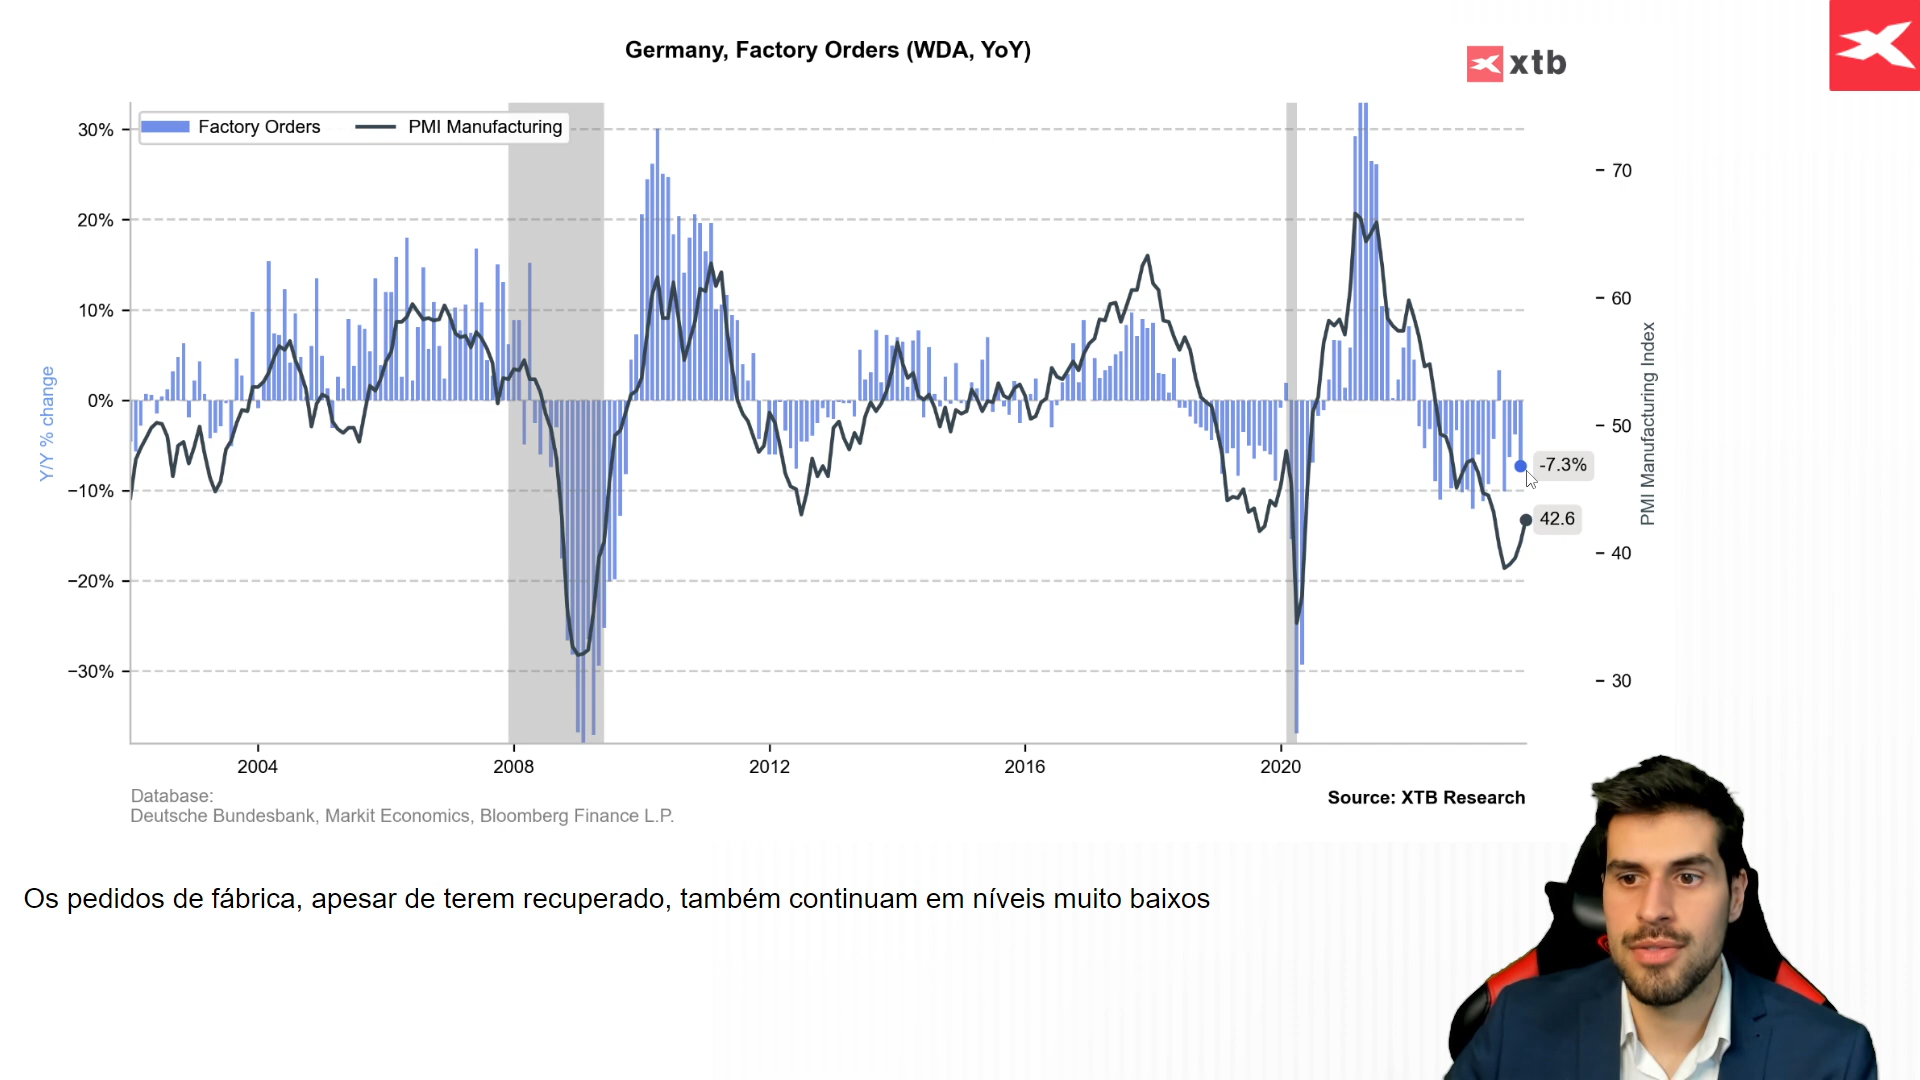 Germany, Factory Orders (WDA, YoY)
xtb
Factory Orders
PMI Manufacturing
30%
20%
10%
0%
−10%
−20%
−30%
Y/Y % change
70
60
50
40
30
PMI Manufacturing Index
-7.3%
42.6
2004
2008
2012
2016
2020
Database:
Deutsche Bundesbank, Markit Economics, Bloomberg Finance L.P.
Source: XTB Research
Os pedidos de fábrica, apesar de terem recuperado, também continuam em níveis muito baixos